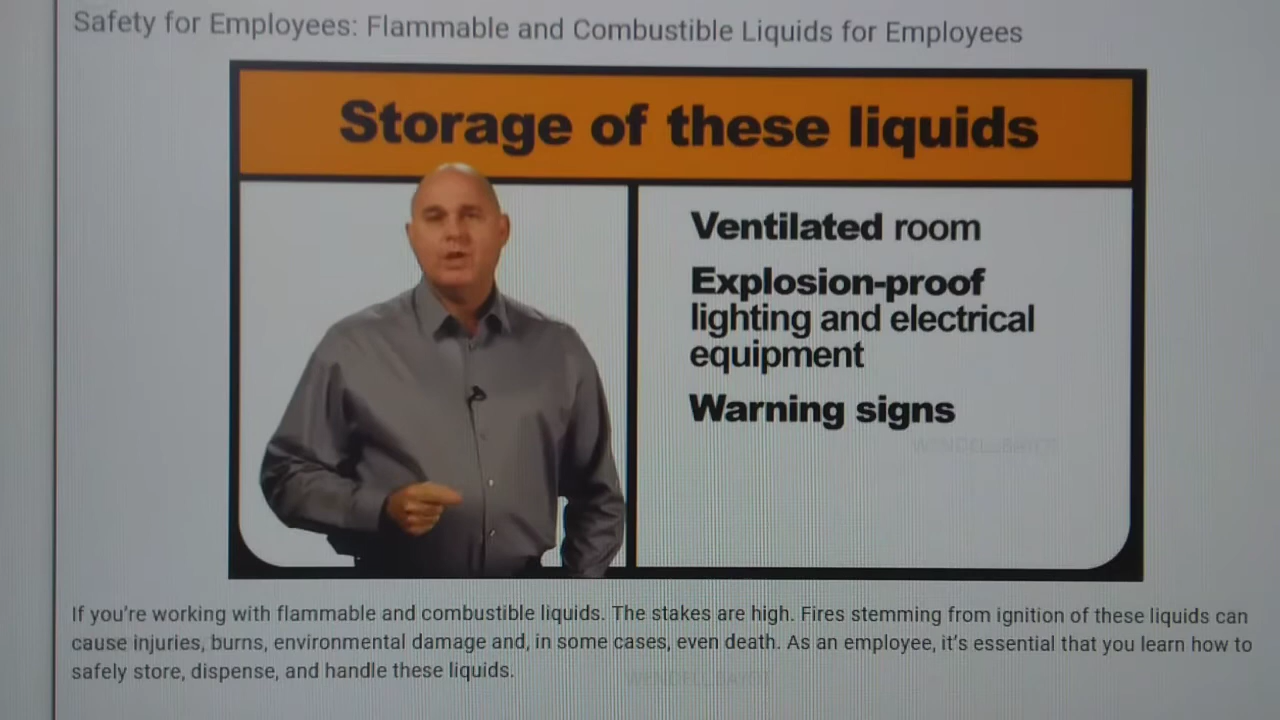 Safety for Employees: Flammable and Combustible Liquids for Employees
Storage of these liquids
Ventilated room
Explosion-proof
lighting and electrical
equipment
Warning signs
If you're working with flammable and combustible liquids. The stakes are high. Fires stemming from ignition of these liquids can
cause injuries, burns, environmental damage and, in some cases, even death. As an employee, it's essential that you learn how to
safely store, dispense, and handle these liquids.